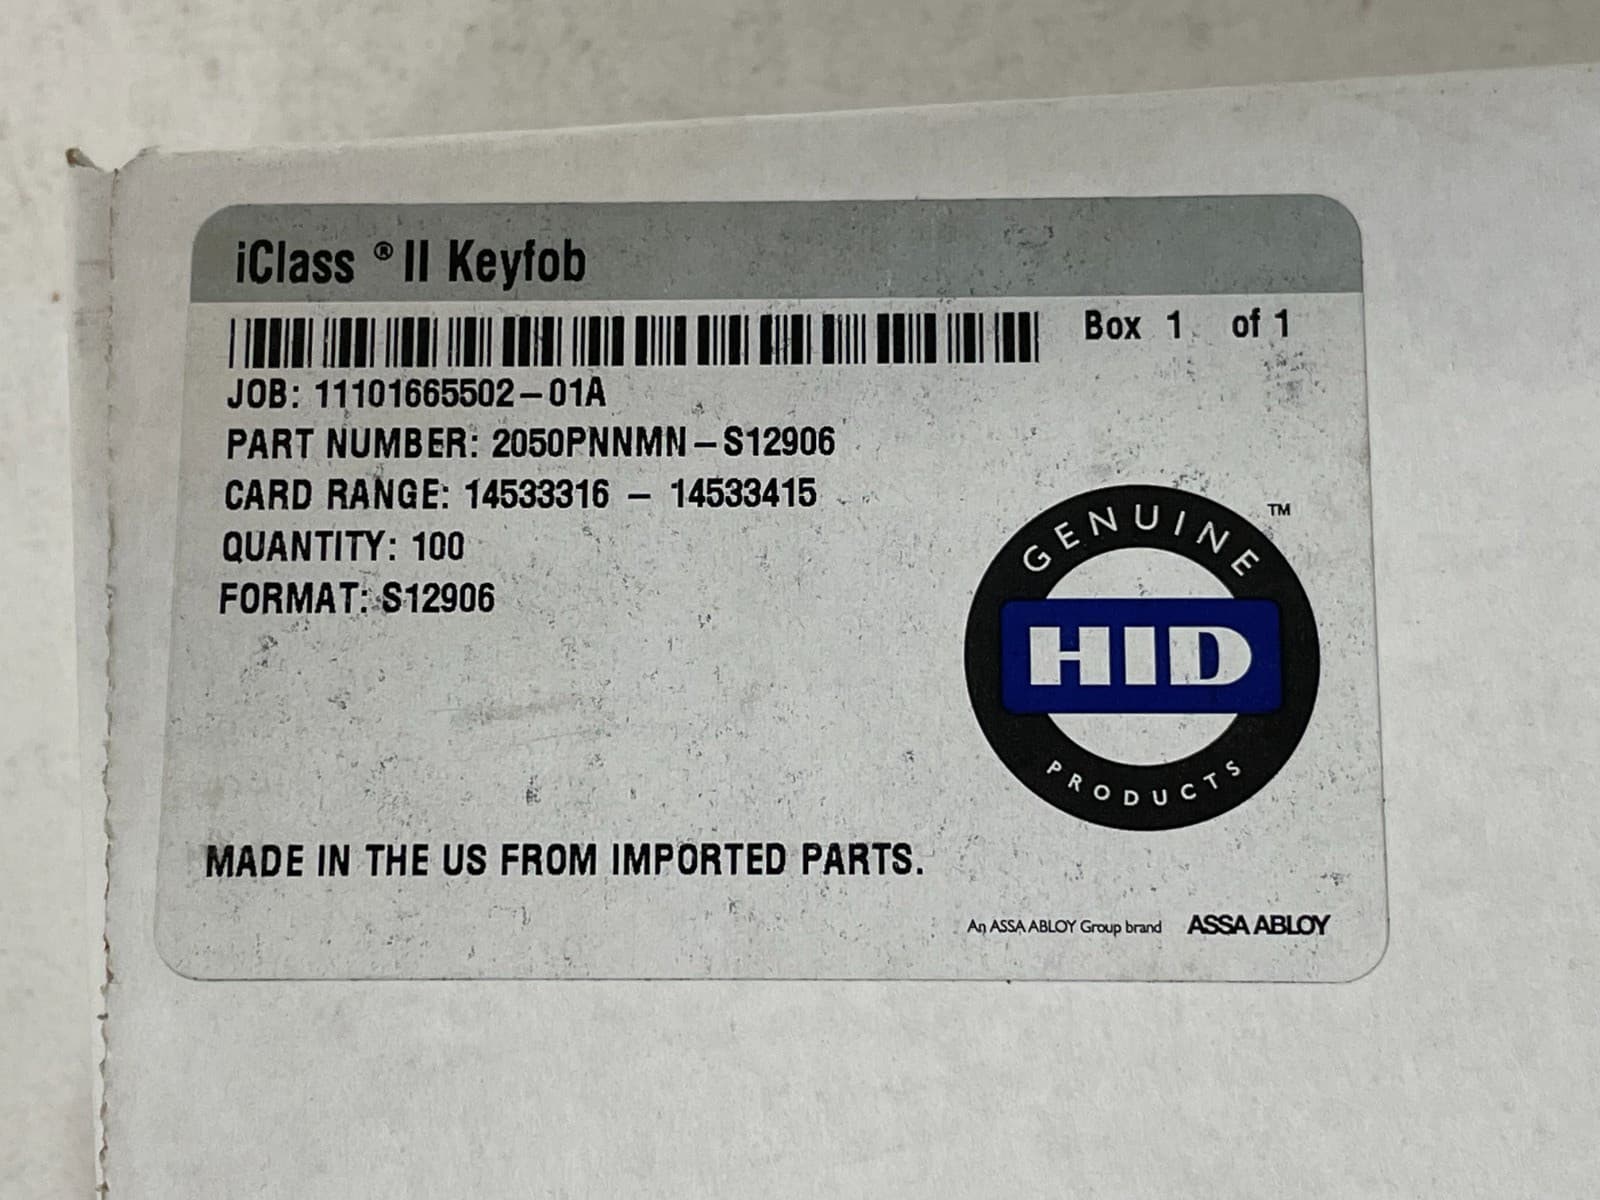 iClass ® II Keyfob
Box 1 of 1
JOB: 11101665502-01A
PART NUMBER: 2050PNNMN-S12906
CARD RANGE: 14533316 - 14533415
QUANTITY: 100
FORMAT: S12906
GENUINE ™
HID
PRODUCTS
MADE IN THE US FROM IMPORTED PARTS.
An ASSA ABLOY Group brand ASSA ABLOY